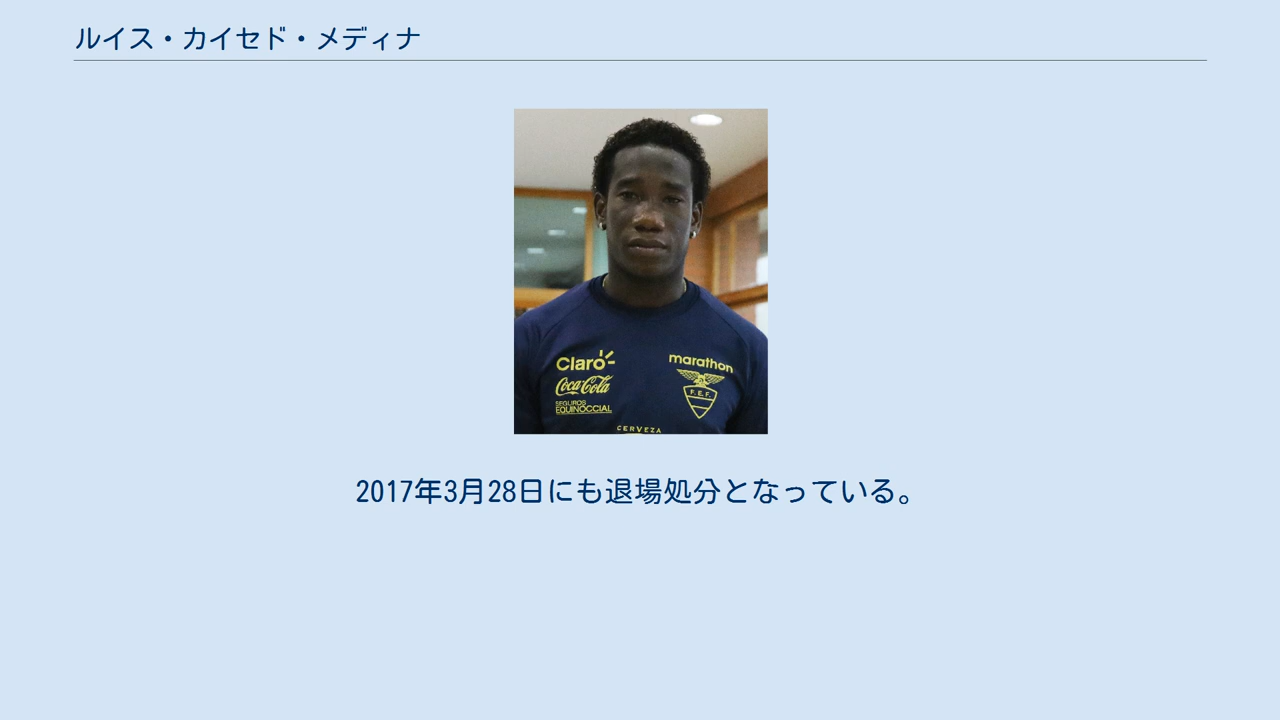 ルイス・カイセド・メディナ
Claro
marathon
Coca-Cola
F.E.F.
SEGUROS
EQUINOCCIAL
CERVEZA
2017年3月28日にも退場処分となっている。